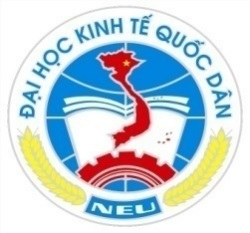 ĐẠI HỌC KINH TẾ QUỐC DÂN
NEU